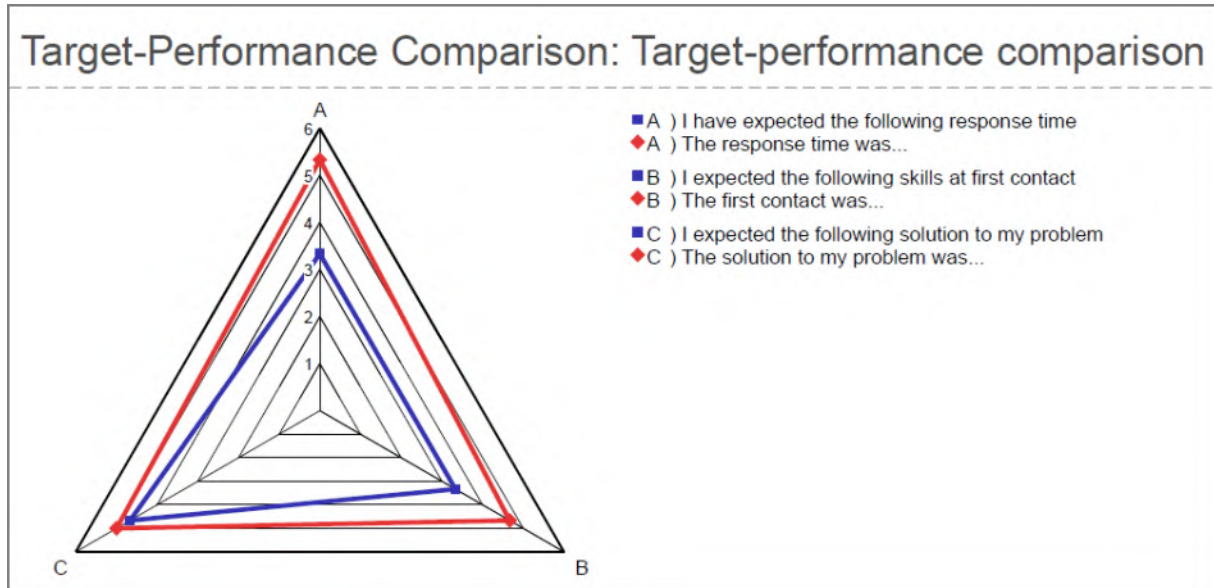 Target-Performance Comparison: Target-performance comparison
A
6
5
4
3
2
1
C
B
A ) I have expected the following response time
A ) The response time was...
B ) I expected the following skills at first contact
B ) The first contact was...
C ) I expected the following solution to my problem
C ) The solution to my problem was...